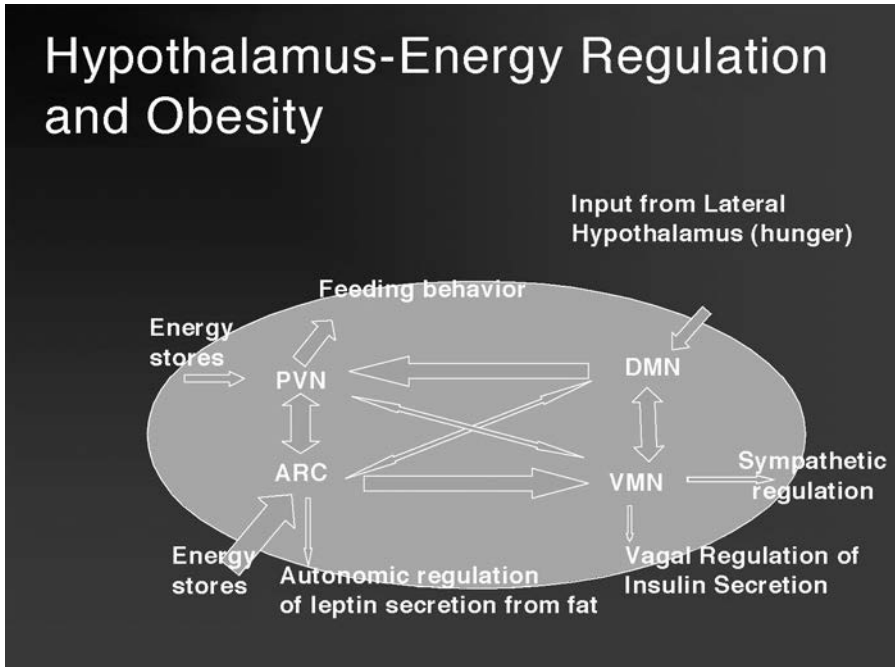 Hypothalamus-Energy Regulation
and Obesity
Input from Lateral
Hypothalamus (hunger)
Feeding behavior
Energy
stores
PVN
DMN
ARC
VMN
Sympathetic
regulation
Energy
stores
Autonomic regulation
of leptin secretion from fat
Vagal Regulation of
Insulin Secretion